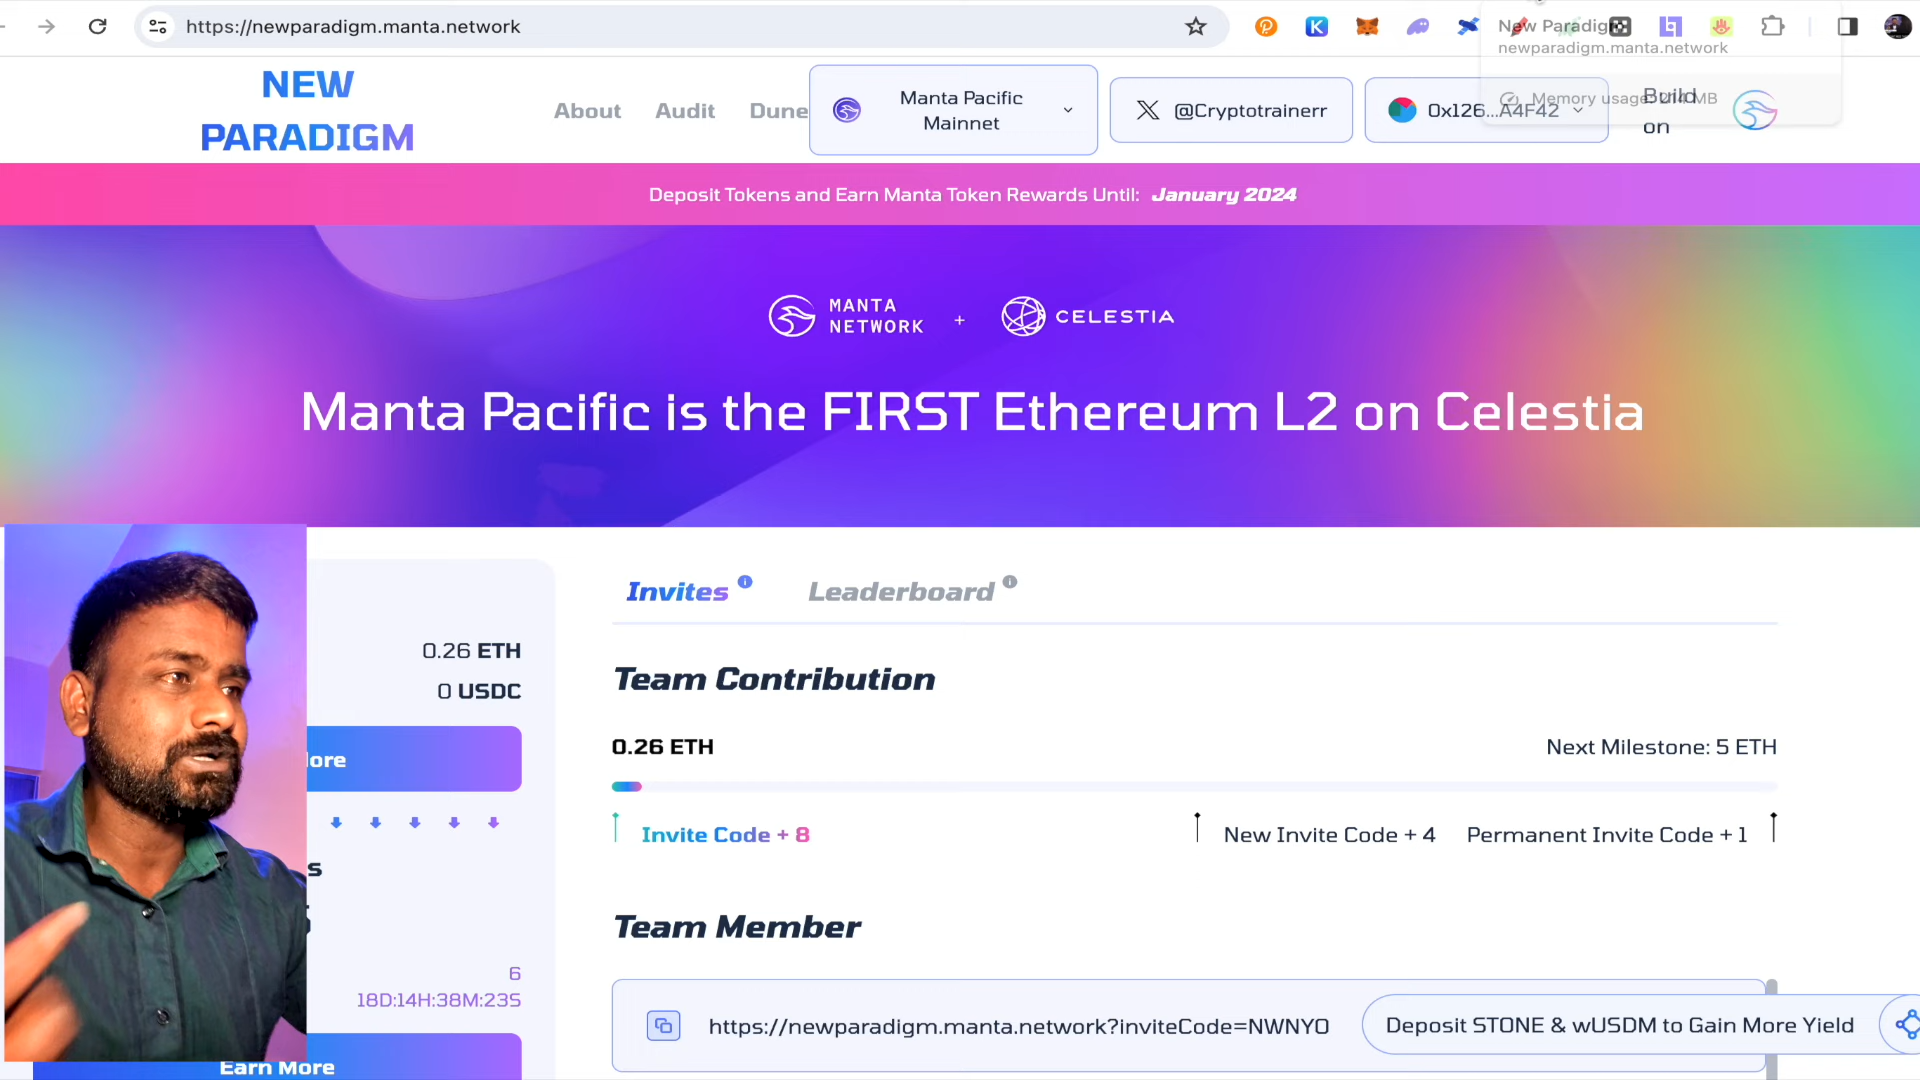 https://newparadigm.manta.network
New Paradigm
newparadigm.manta.network
NEW
PARADIGM
About
Audit
Dune
Manta Pacific
Mainnet
@Cryptotrainerr
0x126...A4F42
Memory usage: 214 MB
Build
on
Deposit Tokens and Earn Manta Token Rewards Until: January 2024
MANTA
NETWORK
+
CELESTIA
Manta Pacific is the FIRST Ethereum L2 on Celestia
0.26 ETH
0 USDC
ore
s
6
18D:14H:38M:23S
Earn More
Invites
Leaderboard
Team Contribution
0.26 ETH
Next Milestone: 5 ETH
Invite Code + 8
New Invite Code + 4
Permanent Invite Code + 1
Team Member
https://newparadigm.manta.network?inviteCode=NWNYO
Deposit STONE & wUSDM to Gain More Yield